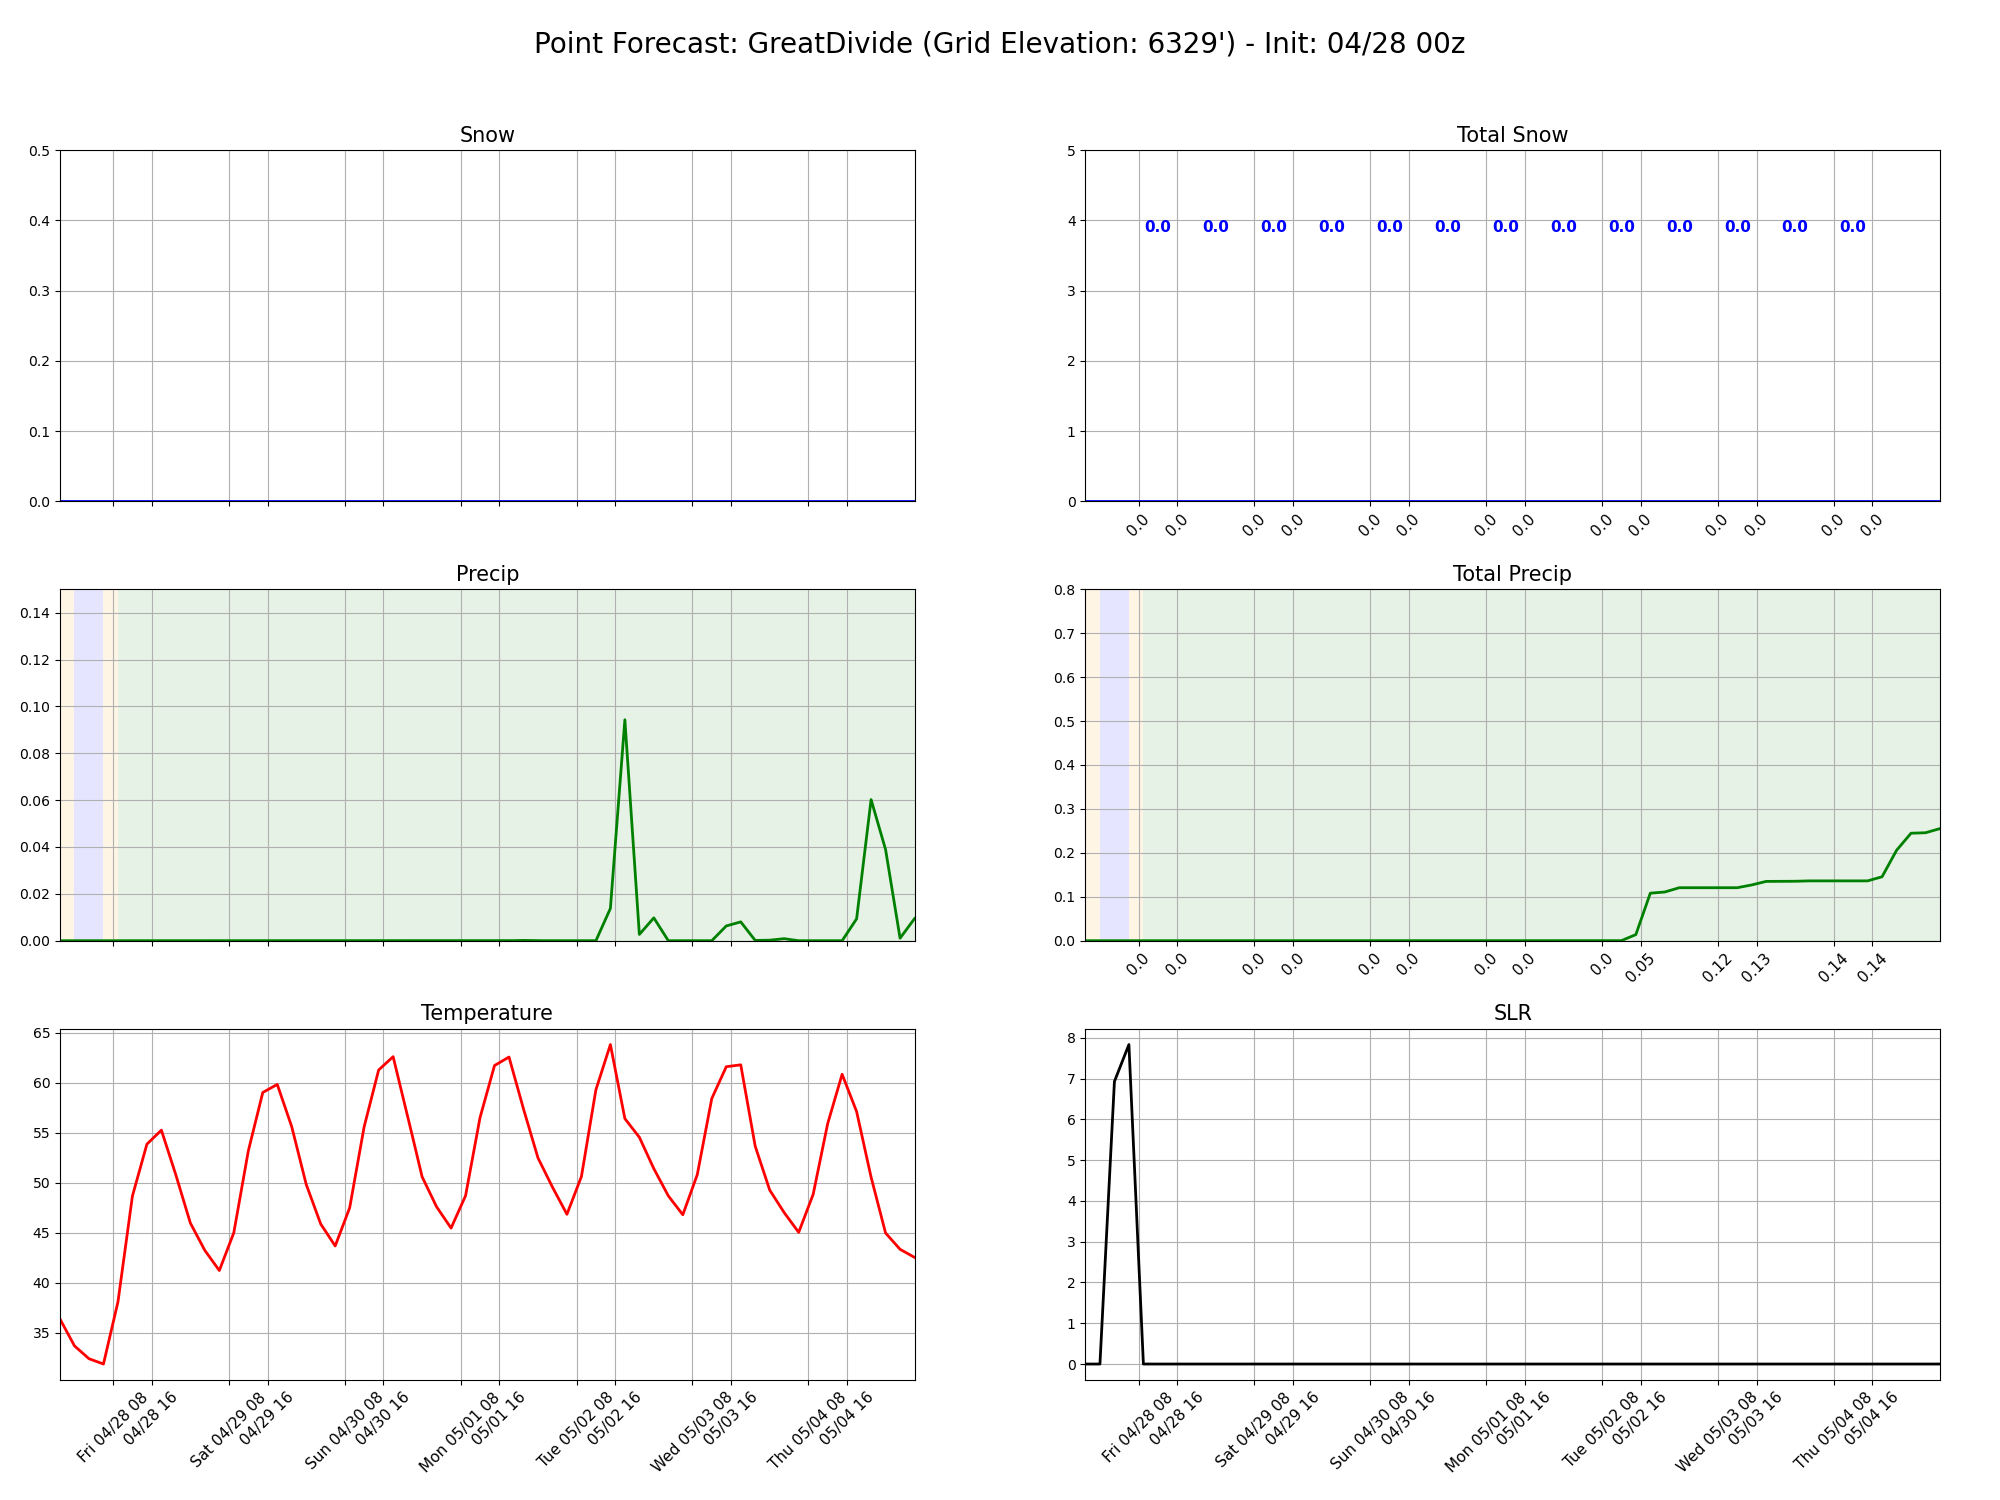 Point Forecast: GreatDivide (Grid Elevation: 6329') - Init: 04/28 00z
Snow
0.5
0.4
0.3
0.2
0.1
0.0
Total Snow
5
4
3
2
1
0
0.0 0.0 0.0 0.0 0.0 0.0 0.0 0.0 0.0 0.0 0.0 0.0 0.0
0.0 0.0 0.0 0.0 0.0 0.0 0.0 0.0 0.0 0.0 0.0 0.0 0.0 0.0
Precip
0.14
0.12
0.10
0.08
0.06
0.04
0.02
0.00
Total Precip
0.8
0.7
0.6
0.5
0.4
0.3
0.2
0.1
0.0
0.0 0.0 0.0 0.0 0.0 0.0 0.0 0.0 0.0 0.05 0.12 0.13 0.14 0.14
Temperature
65
60
55
50
45
40
35
Fri 04/28 08
04/28 16
Sat 04/29 08
04/29 16
Sun 04/30 08
04/30 16
Mon 05/01 08
05/01 16
Tue 05/02 08
05/02 16
Wed 05/03 08
05/03 16
Thu 05/04 08
05/04 16
SLR
8
7
6
5
4
3
2
1
0
Fri 04/28 08
04/28 16
Sat 04/29 08
04/29 16
Sun 04/30 08
04/30 16
Mon 05/01 08
05/01 16
Tue 05/02 08
05/02 16
Wed 05/03 08
05/03 16
Thu 05/04 08
05/04 16